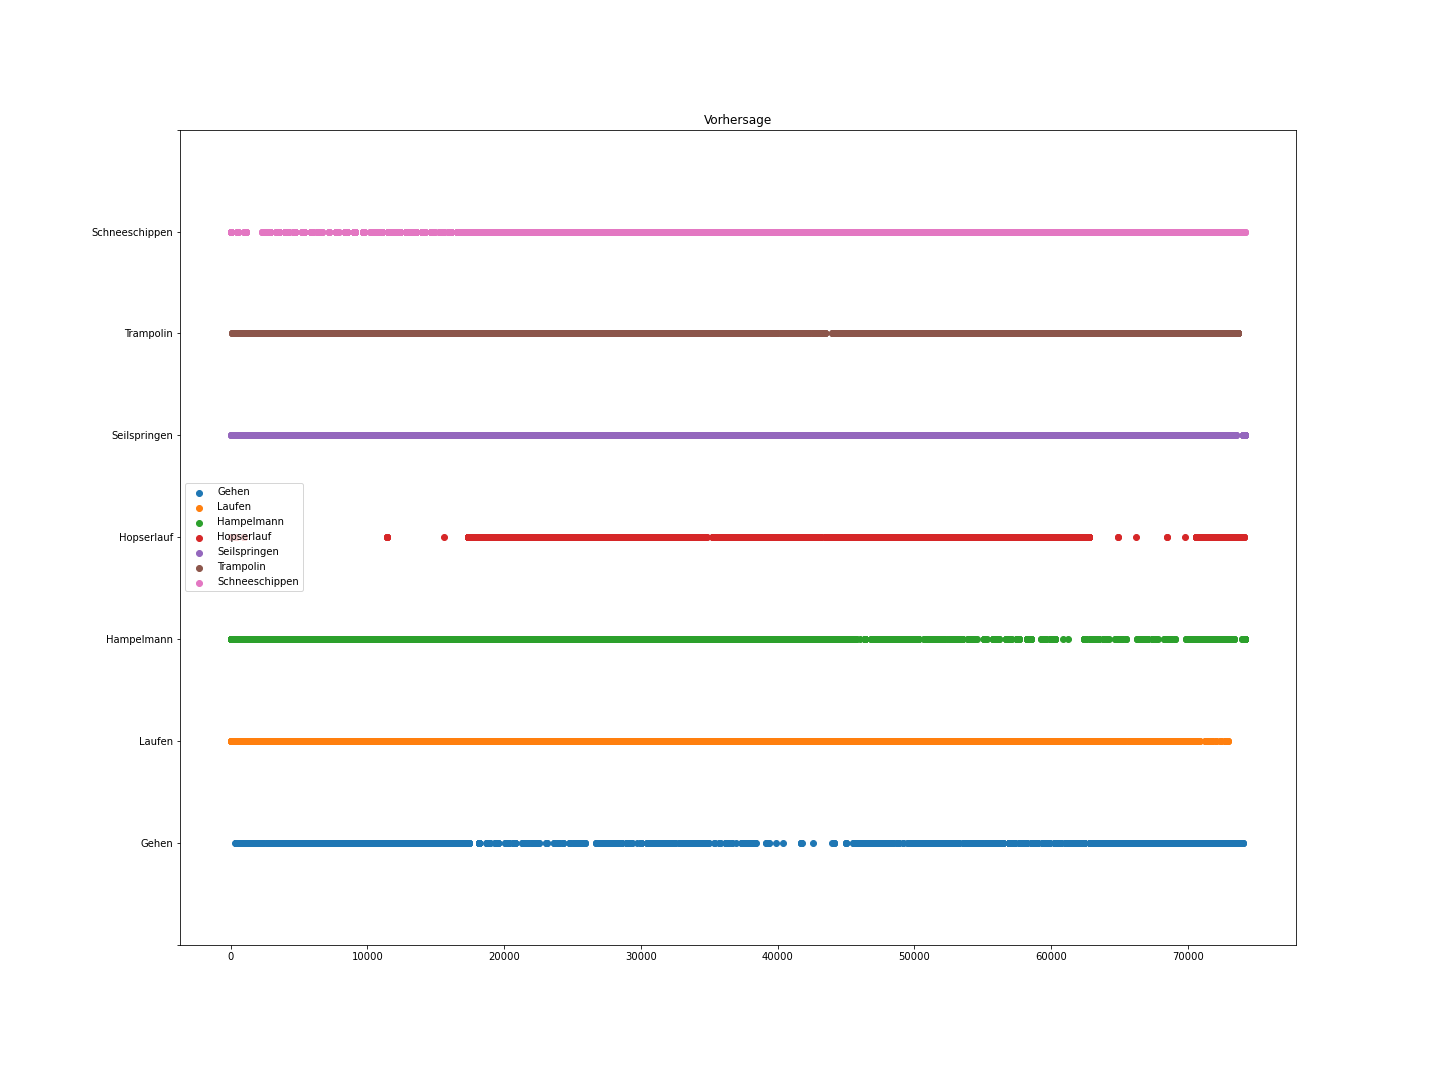 Vorhersage
Schneeschippen
Trampolin
Seilspringen
Hopserlauf
Hampelmann
Laufen
Gehen
Gehen
Laufen
Hampelmann
Hopserlauf
Seilspringen
Trampolin
Schneeschippen
0 10000 20000 30000 40000 50000 60000 70000